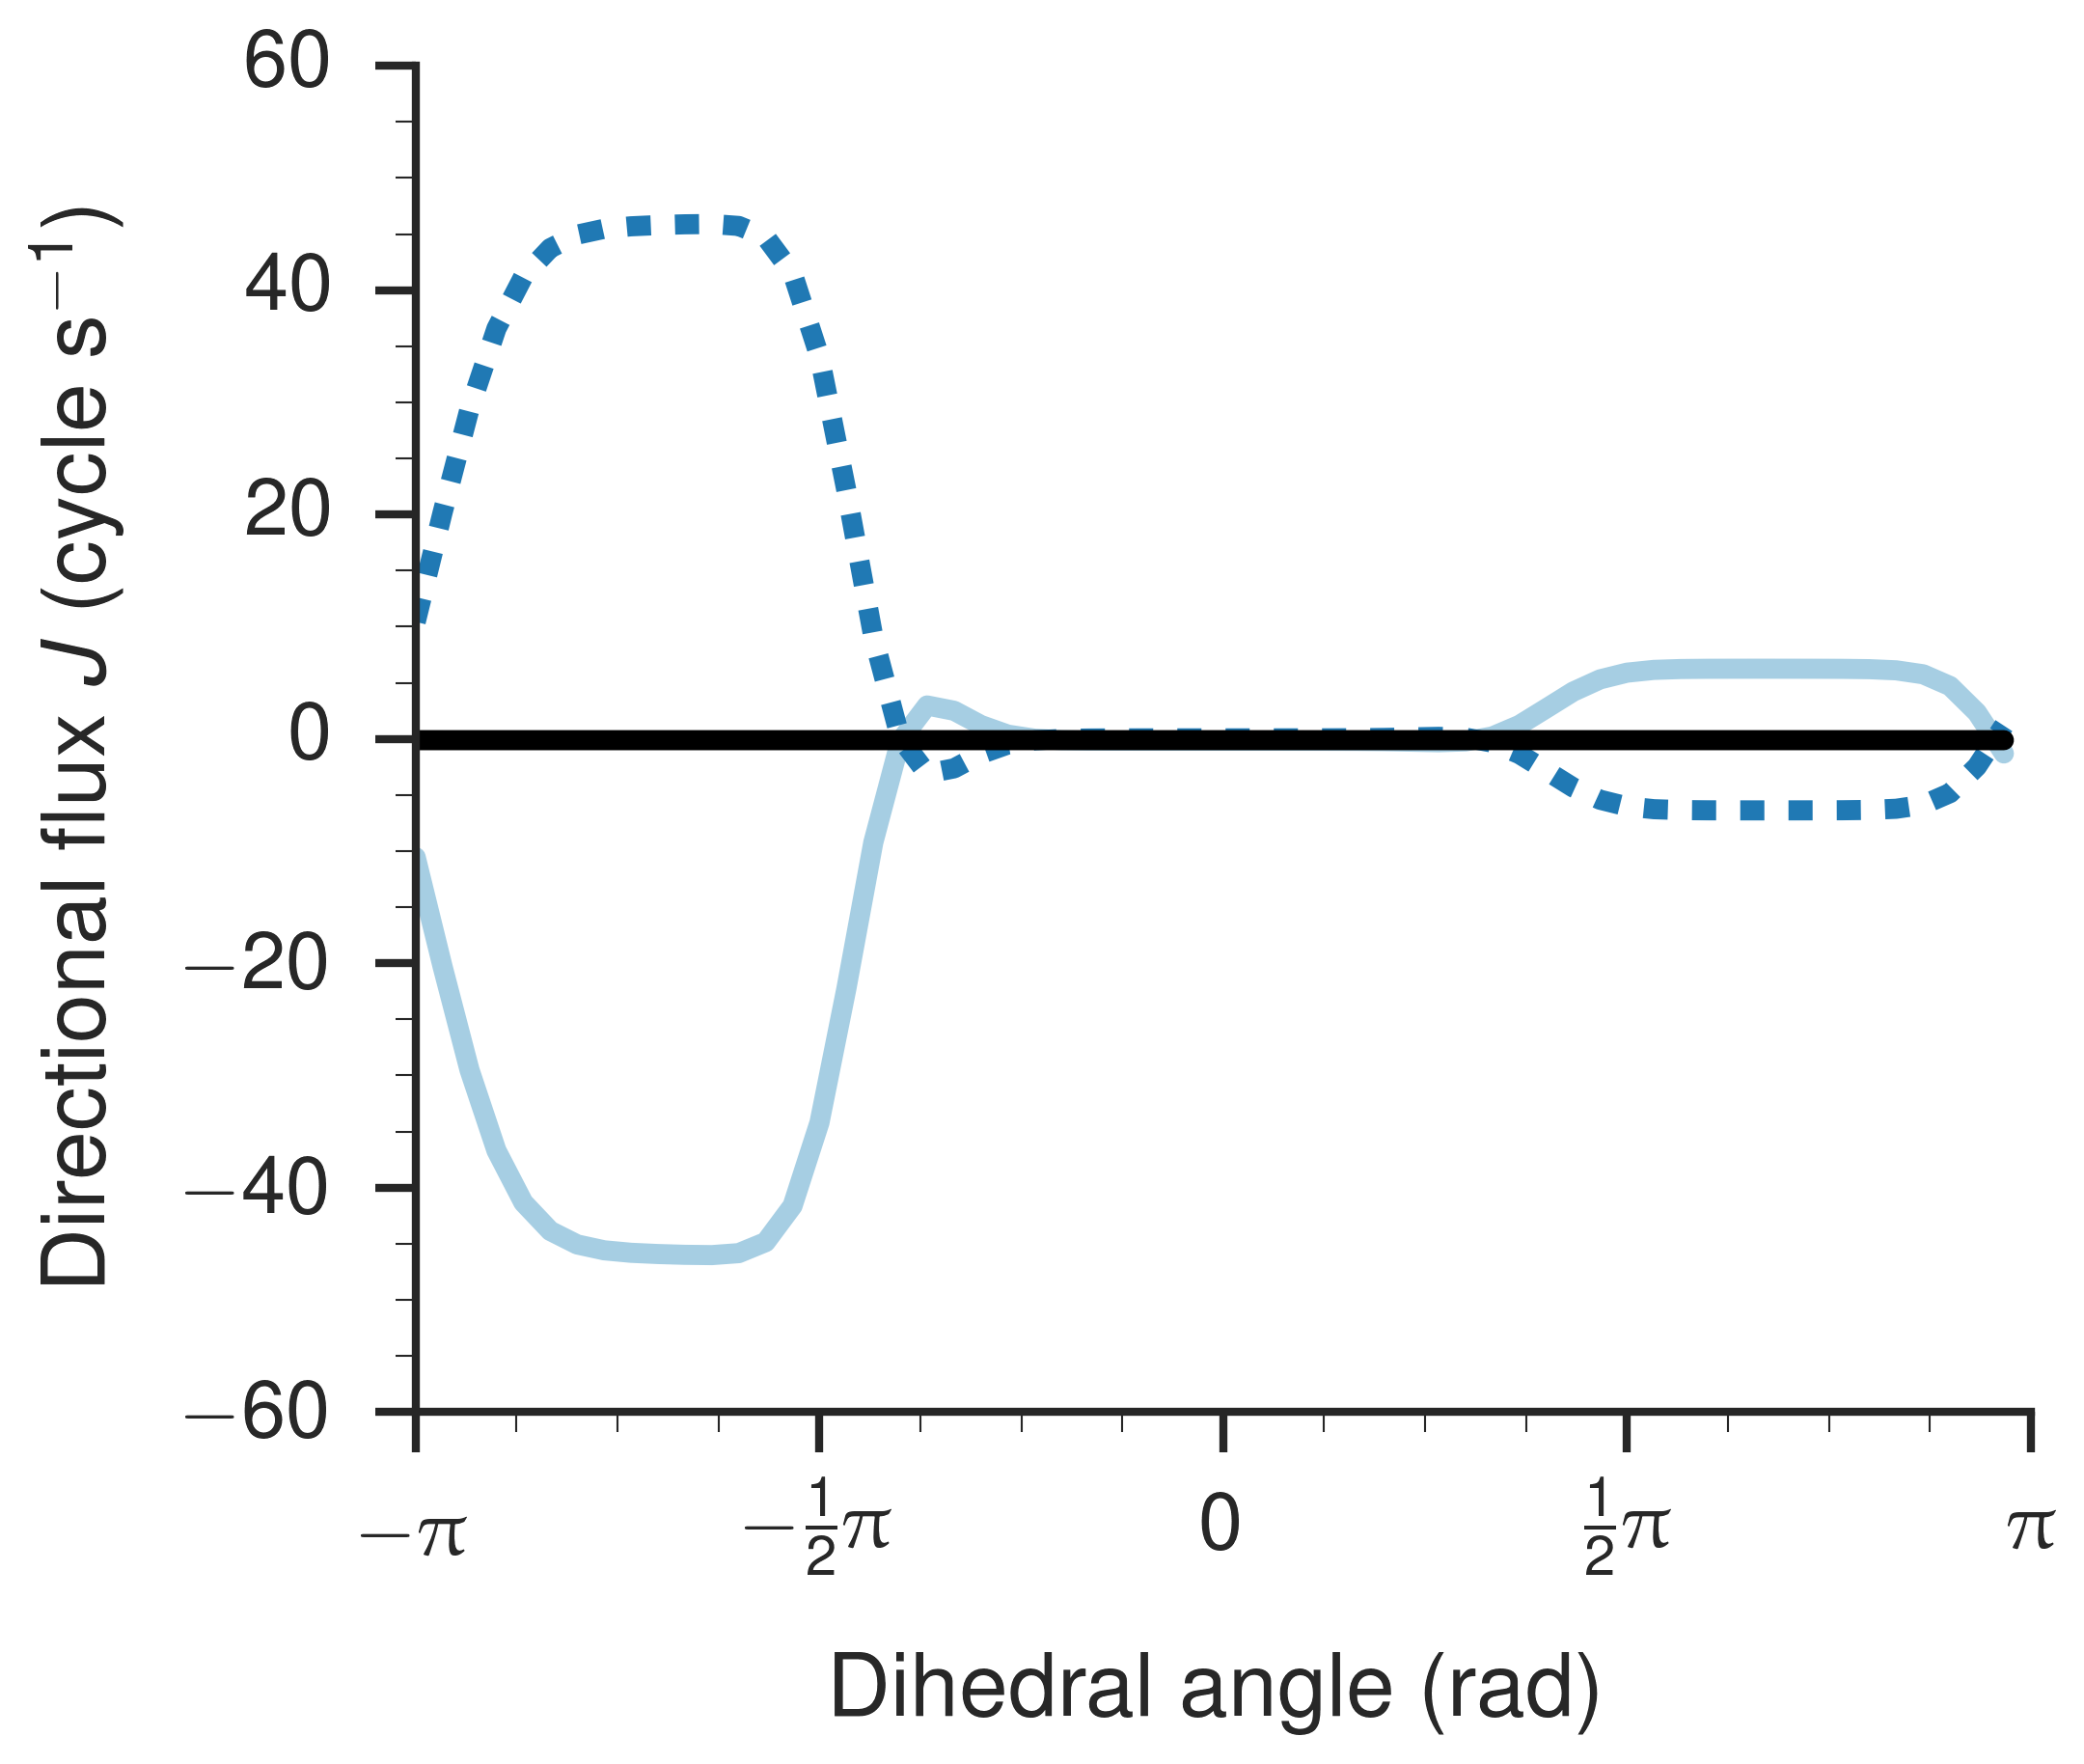 Directional flux J (cycle s⁻¹)
60
40
20
0
−20
−40
−60
−π
−½π
0
½π
π
Dihedral angle (rad)